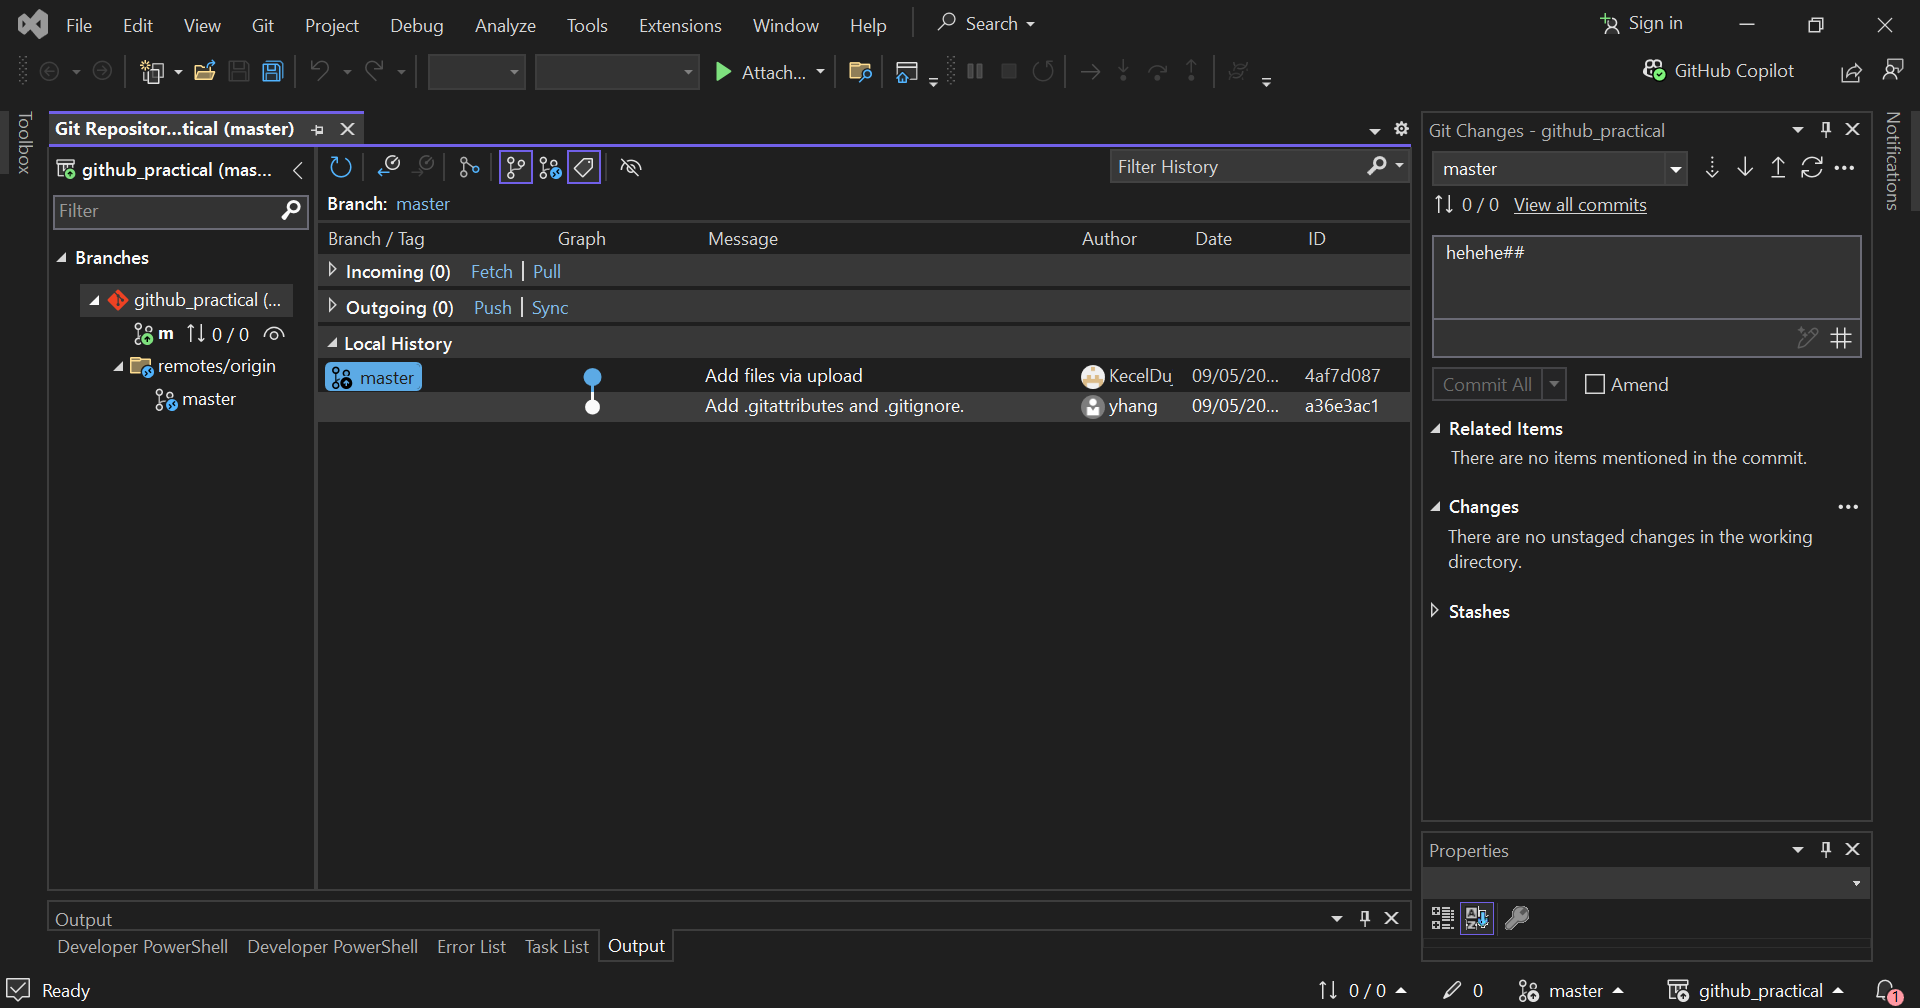 File Edit View Git Project Debug Analyze Tools Extensions Window Help Search Sign in
Attach... GitHub Copilot
Toolbox
Git Repositor...tical (master)
github_practical (mas...
Filter
Branches
github_practical (...
m 0 / 0
remotes/origin
master
Filter History
Branch: master
Branch / Tag Graph Message Author Date ID
Incoming (0) Fetch | Pull
Outgoing (0) Push | Sync
Local History
master Add files via upload KecelDu 09/05/20... 4af7d087
Add .gitattributes and .gitignore. yhang 09/05/20... a36e3ac1
Git Changes - github_practical
master
0 / 0 View all commits
hehehe##
Commit All Amend
Related Items
There are no items mentioned in the commit.
Changes
There are no unstaged changes in the working
directory.
Stashes
Notifications
Properties
Output
Developer PowerShell Developer PowerShell Error List Task List Output
Ready 0 / 0 0 master github_practical 1